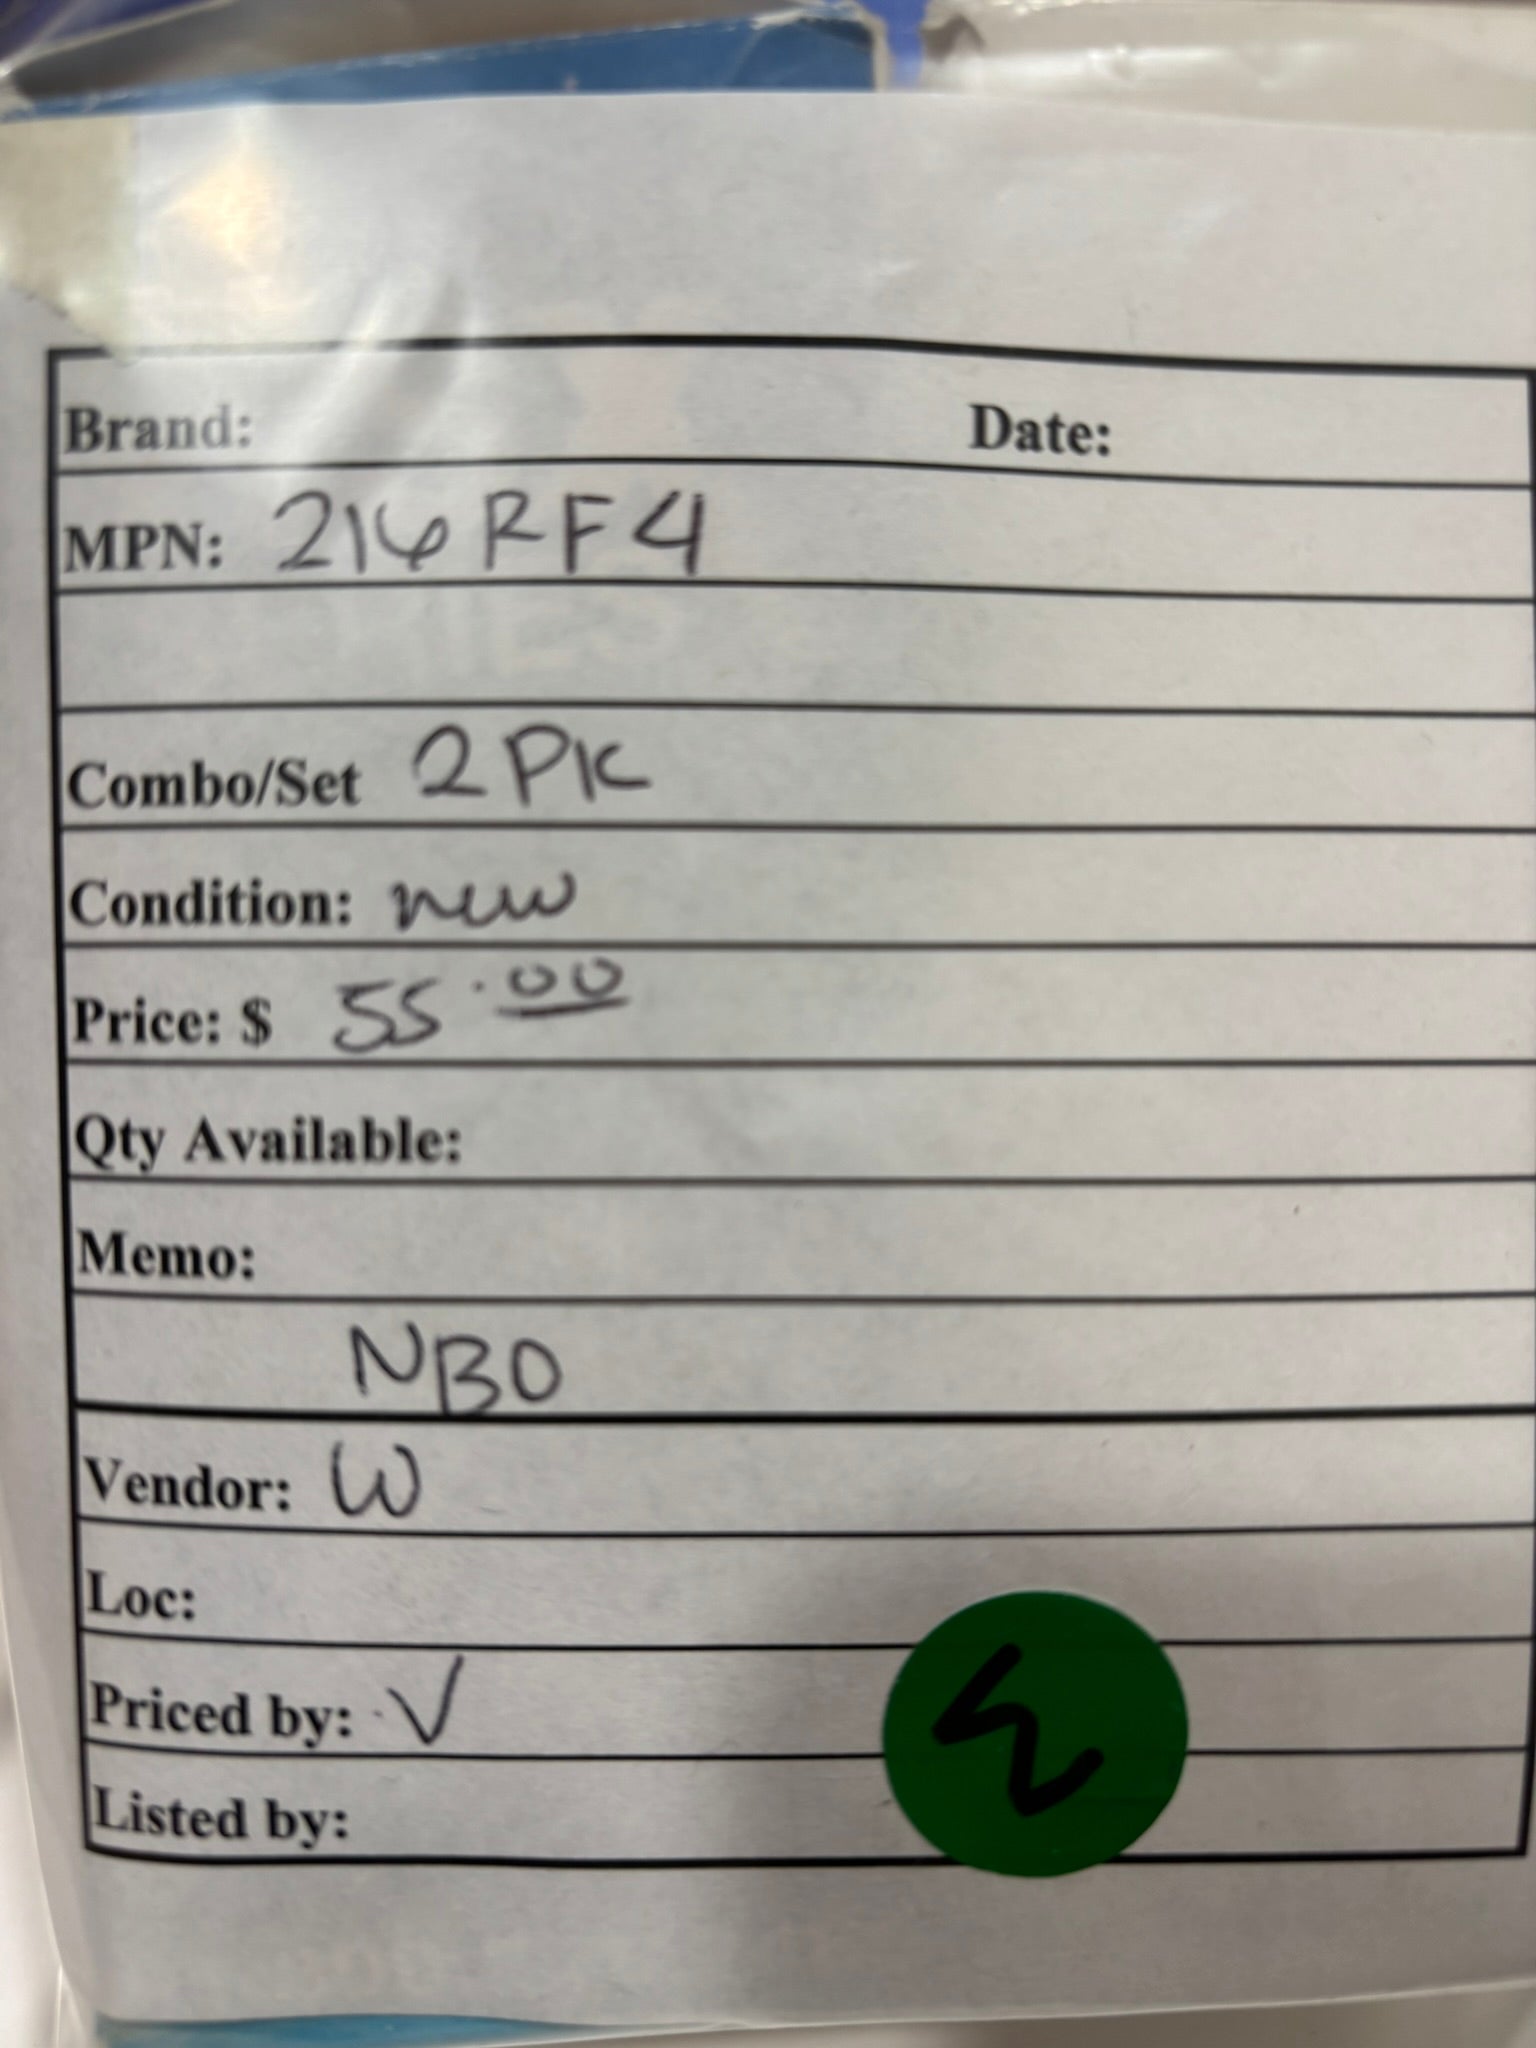 Brand: Date:
MPN: 216RF4
Combo/Set 2PK
Condition: new
Price: $ 55.00
Qty Available:
Memo:
NBO
Vendor: W
Loc:
Priced by: V
Listed by: